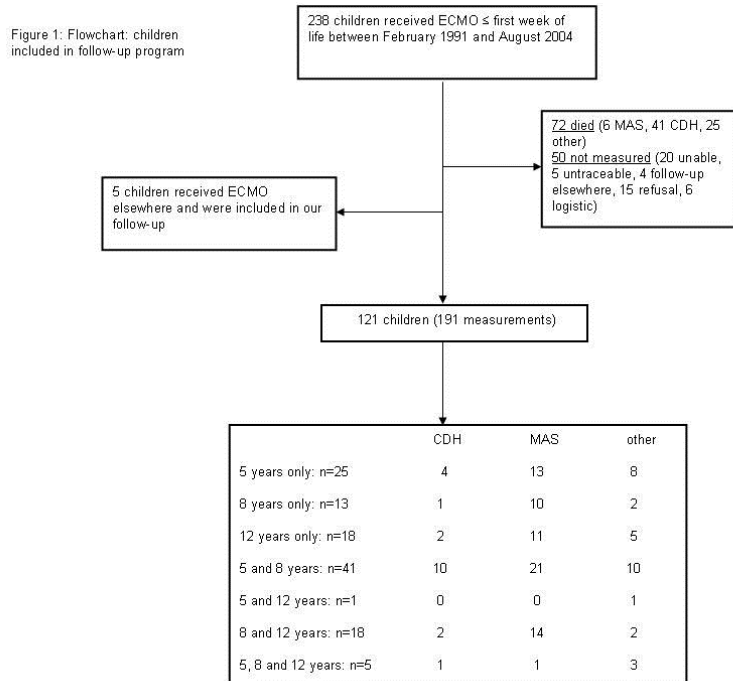 Figure 1: Flowchart: children
included in follow-up program
238 children received ECMO ≤ first week of
life between February 1991 and August 2004
72 died (6 MAS, 41 CDH, 25
other)
50 not measured (20 unable,
5 untraceable, 4 follow-up
elsewhere, 15 refusal, 6
logistic)
5 children received ECMO
elsewhere and were included in our
follow-up
121 children (191 measurements)
CDH MAS other
5 years only: n=25 4 13 8
8 years only: n=13 1 10 2
12 years only: n=18 2 11 5
5 and 8 years: n=41 10 21 10
5 and 12 years: n=1 0 0 1
8 and 12 years: n=18 2 14 2
5, 8 and 12 years: n=5 1 1 3